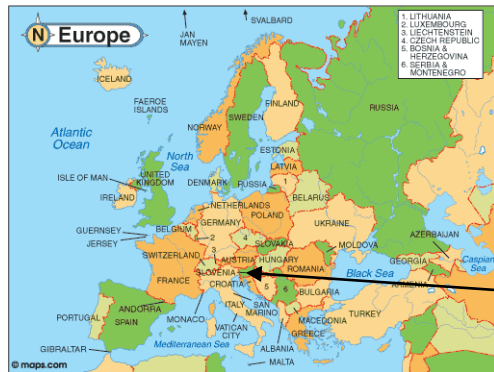 N
Europe
JAN
MAYEN
SVALBARD
1. LITHUANIA
2. LUXEMBOURG
3. LIECHTENSTEIN
4. CZECH REPUBLIC
5. BOSNIA &
HERZEGOVINA
6. SERBIA &
MONTENEGRO
ICELAND
FAEROE
ISLANDS
Atlantic
Ocean
NORWAY
SWEDEN
FINLAND
RUSSIA
ESTONIA
LATVIA
North
Sea
ISLE OF MAN
UNITED
KINGDOM
DENMARK
RUSSIA
1
BELARUS
IRELAND
NETHERLANDS
POLAND
GUERNSEY
JERSEY
BELGIUM
GERMANY
2
4
UKRAINE
SLOVAKIA
3
AUSTRIA
HUNGARY
MOLDOVA
AZERBAIJAN
SWITZERLAND
SLOVENIA
ROMANIA
GEORGIA
Caspian
Sea
FRANCE
CROATIA
5
6
Black Sea
ARMENIA
BULGARIA
ITALY
SAN
MARINO
ANDORRA
MACEDONIA
TURKEY
PORTUGAL
SPAIN
MONACO
VATICAN
CITY
GREECE
Mediterranean Sea
ALBANIA
GIBRALTAR
MALTA
© maps.com